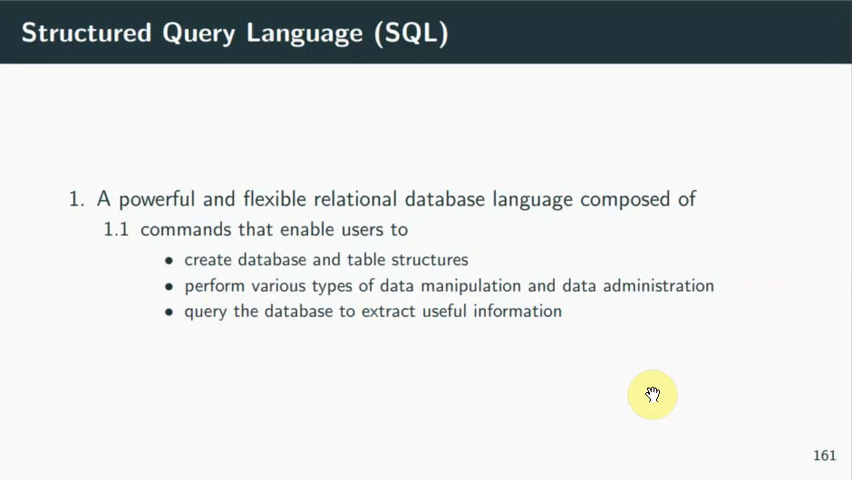 Structured Query Language (SQL)
1. A powerful and flexible relational database language composed of
1.1 commands that enable users to
• create database and table structures
• perform various types of data manipulation and data administration
• query the database to extract useful information
161